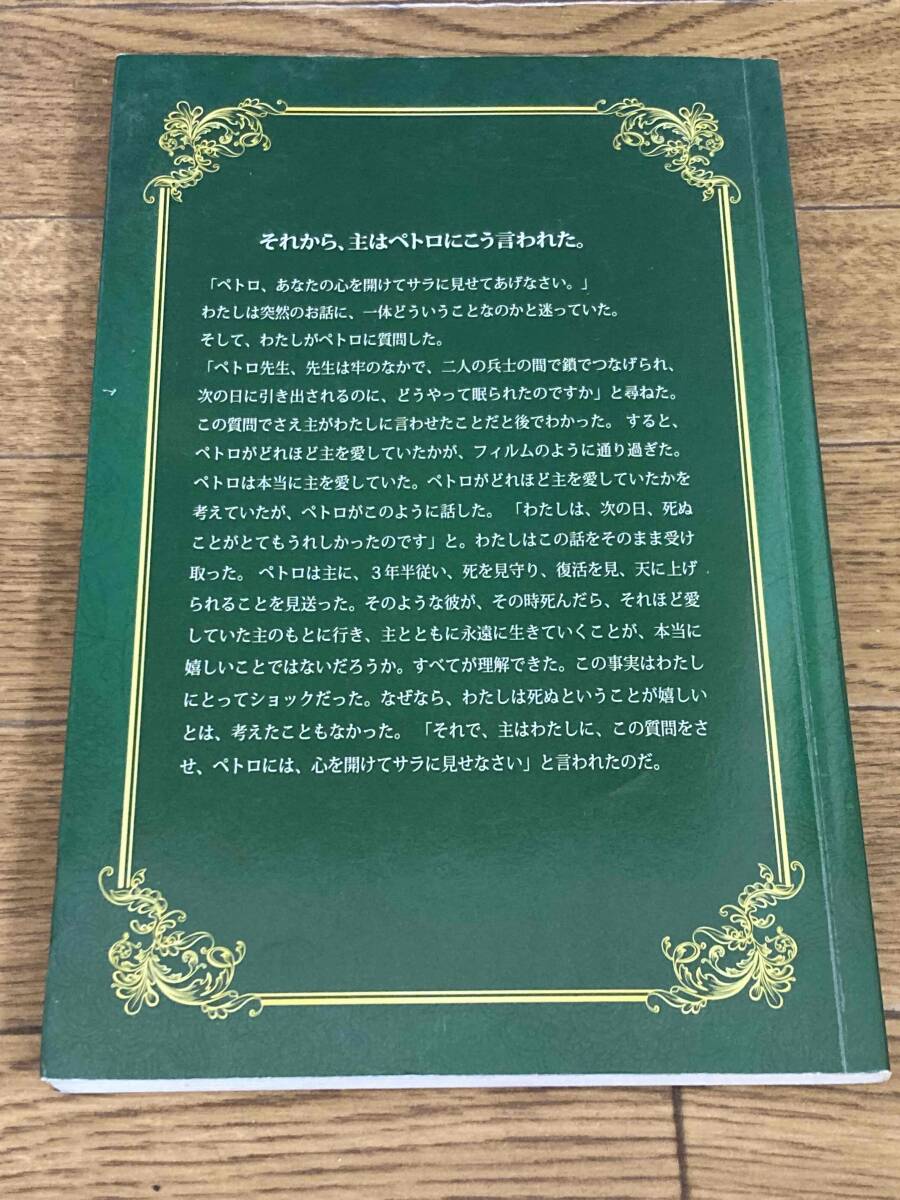 それから、主はペトロにこう言われた。
「ペトロ、あなたの心を開けてサラに見せてあげなさい。」
わたしは突然のお話に、一体どういうことなのかと迷っていた。
そして、わたしがペトロに質問した。
「ペトロ先生、先生は牢のなかで、二人の兵士の間で鎖でつなげられ、
次の日に引き出されるのに、どうやって眠られたのですか」と尋ねた。
この質問でさえ主がわたしに言わせたことだと後でわかった。 すると、
ペトロがどれほど主を愛していたかが、フィルムのように通り過ぎた。
ペトロは本当に主を愛していた。ペトロがどれほど主を愛していたかを
考えていたが、ペトロがこのように話した。 「わたしは、次の日、死ぬ
ことがとてもうれしかったのです」と。わたしはこの話をそのまま受け
取った。 ペトロは主に、３年半従い、死を見守り、復活を見、天に上げ
られることを見送った。そのような彼が、その時死んだら、それほど愛
していた主のもとに行き、主とともに永遠に生きていくことが、本当に
嬉しいことではないだろうか。すべてが理解できた。この事実はわたし
にとってショックだった。なぜなら、わたしは死ぬということが嬉しい
とは、考えたこともなかった。 「それで、主はわたしに、この質問をさ
せ、ペトロには、心を開けてサラに見せなさい」と言われたのだ。